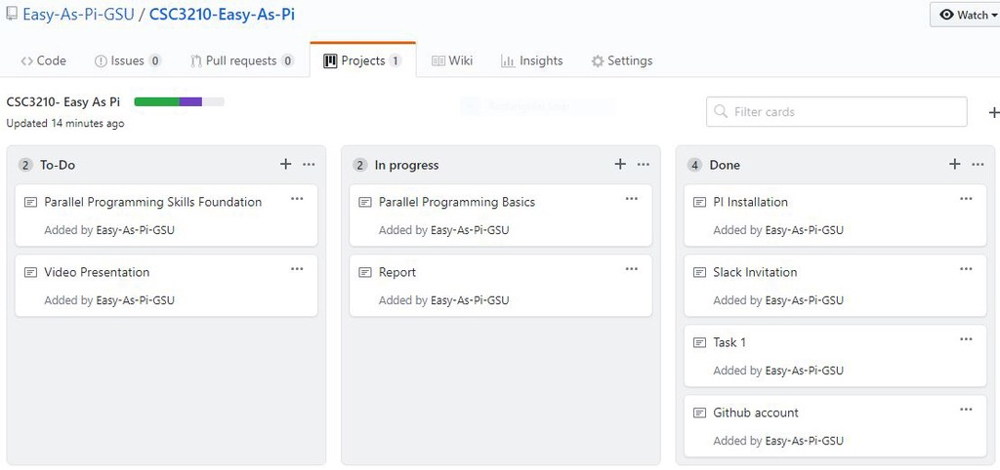 Easy-As-Pi-GSU / CSC3210-Easy-As-Pi
Watch
Code
Issues 0
Pull requests 0
Projects 1
Wiki
Insights
Settings
CSC3210- Easy As Pi
Updated 14 minutes ago
Filter cards
2 To-Do
Parallel Programming Skills Foundation
Added by Easy-As-Pi-GSU
Video Presentation
Added by Easy-As-Pi-GSU
2 In progress
Parallel Programming Basics
Added by Easy-As-Pi-GSU
Report
Added by Easy-As-Pi-GSU
4 Done
PI Installation
Added by Easy-As-Pi-GSU
Slack Invitation
Added by Easy-As-Pi-GSU
Task 1
Added by Easy-As-Pi-GSU
Github account
Added by Easy-As-Pi-GSU